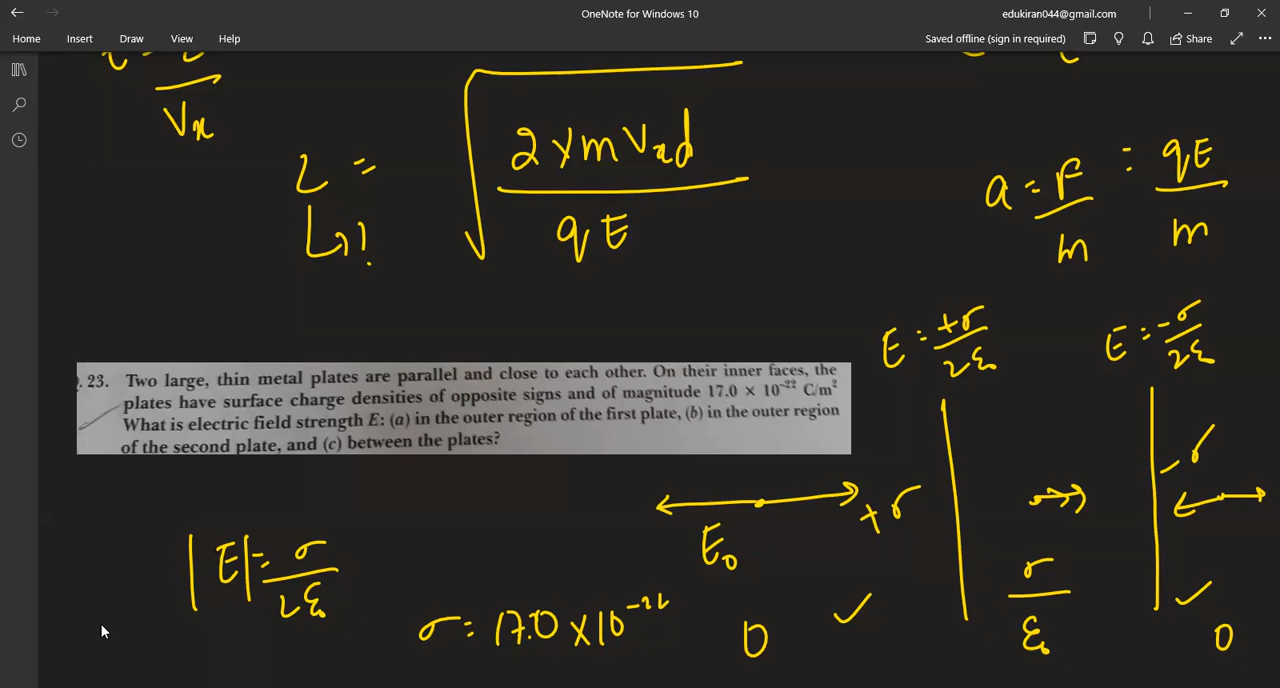 OneNote for Windows 10
edukiran044@gmail.com
Home Insert Draw View Help
Saved offline (sign in required)
Share
Vx
L = √ 2 y m Vx d / q E
L ?
a = F / m = qE / m
E = +σ / 2ε₀
E = -σ / 2ε₀
23. Two large, thin metal plates are parallel and close to each other. On their inner faces, the
plates have surface charge densities of opposite signs and of magnitude 17.0 × 10⁻²² C/m²
What is electric field strength E: (a) in the outer region of the first plate, (b) in the outer region
of the second plate, and (c) between the plates?
-σ
+σ
E₀
|E| = σ / 2ε₀
σ = 17.0 × 10⁻²²
0 ✓
σ / ε₀
✓
0